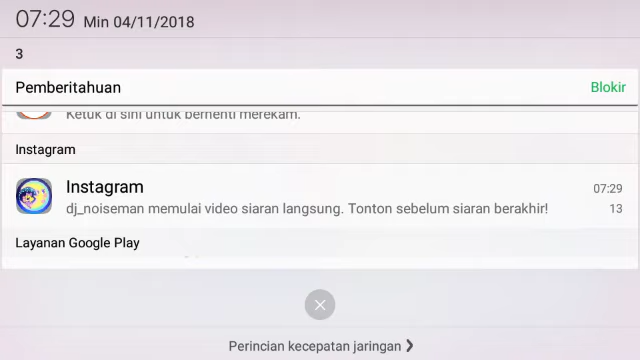 07:29 Min 04/11/2018
3
Pemberitahuan Blokir
Ketuk di sini untuk berhenti merekam.
Instagram
Instagram 07:29
dj_noiseman memulai video siaran langsung. Tonton sebelum siaran berakhir! 13
Layanan Google Play
Perincian kecepatan jaringan